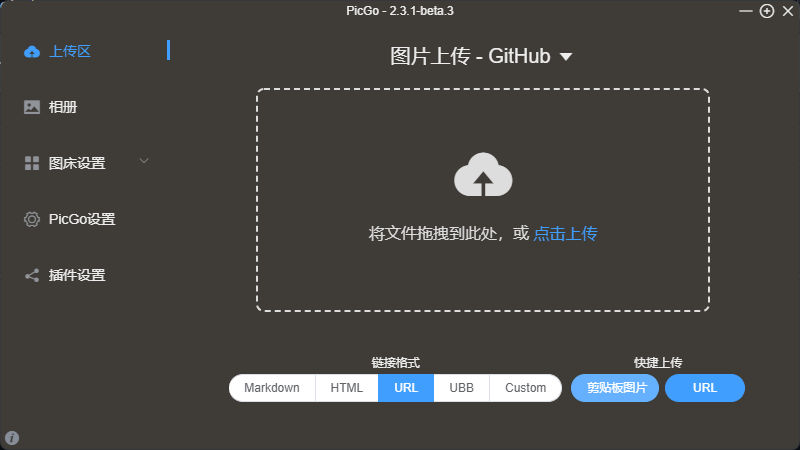 PicGo - 2.3.1-beta.3
上传区
相册
图床设置
PicGo设置
插件设置
图片上传 - GitHub
将文件拖拽到此处，或 点击上传
链接格式
Markdown HTML URL UBB Custom
快捷上传
剪贴板图片 URL